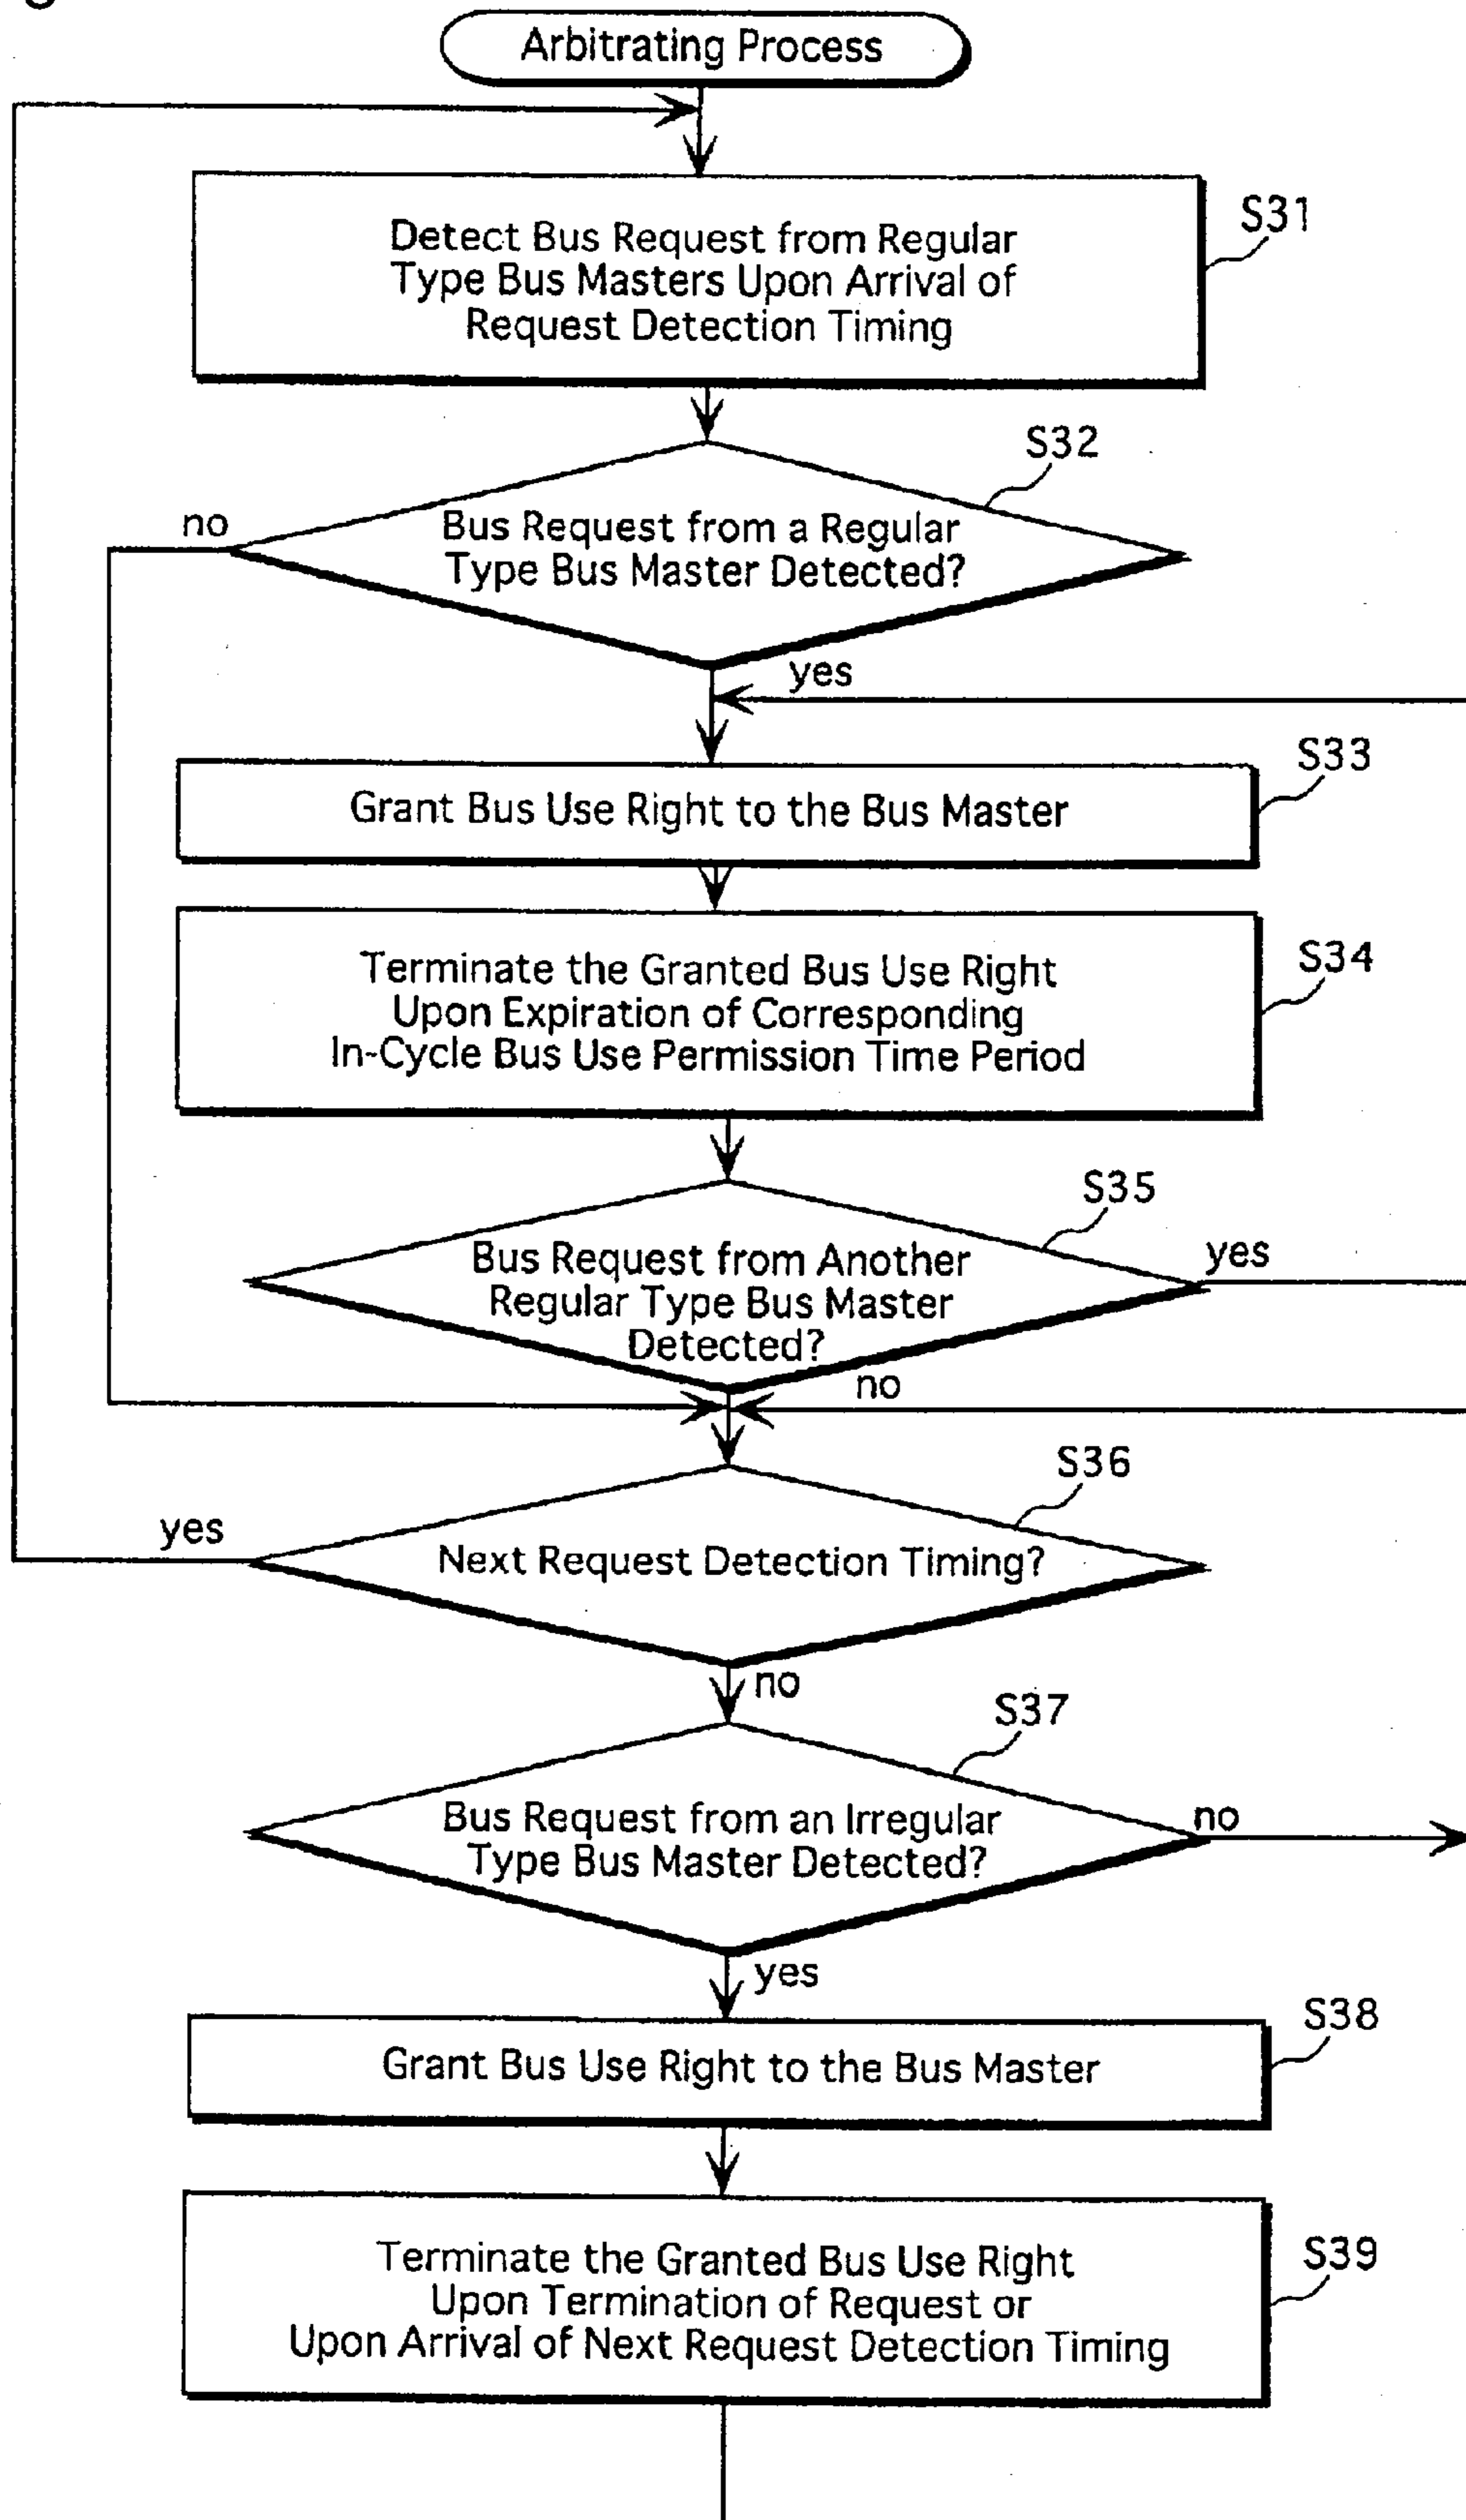 Arbitrating Process
S31
Detect Bus Request from Regular
Type Bus Masters Upon Arrival of
Request Detection Timing
S32
no
Bus Request from a Regular
Type Bus Master Detected?
yes
S33
Grant Bus Use Right to the Bus Master
S34
Terminate the Granted Bus Use Right
Upon Expiration of Corresponding
In-Cycle Bus Use Permission Time Period
S35
Bus Request from Another
yes
Regular Type Bus Master
Detected?
no
S36
yes
Next Request Detection Timing?
no
S37
Bus Request from an Irregular
no
Type Bus Master Detected?
yes
S38
Grant Bus Use Right to the Bus Master
S39
Terminate the Granted Bus Use Right
Upon Termination of Request or
Upon Arrival of Next Request Detection Timing